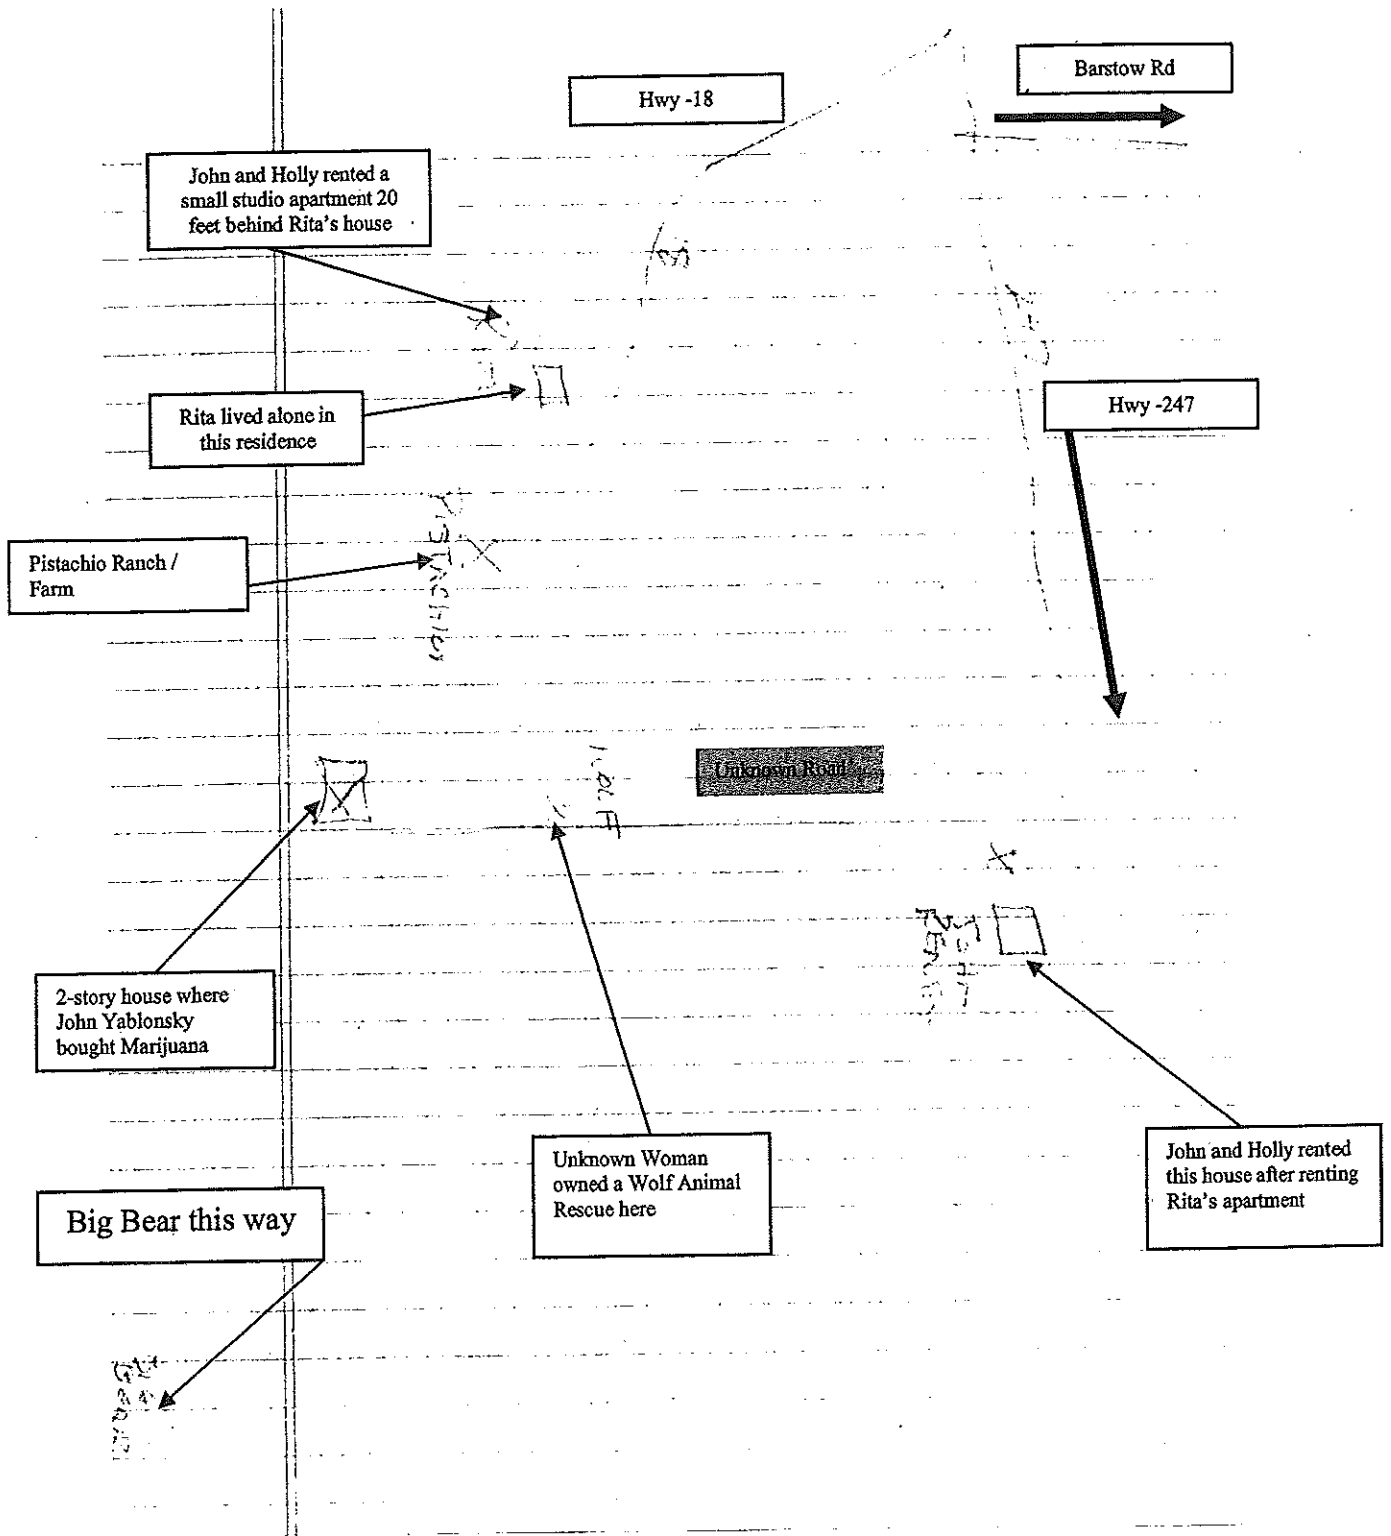 Barstow Rd
Hwy -18
John and Holly rented a
small studio apartment 20
feet behind Rita's house
Hwy -247
Rita lived alone in
this residence
PISTACHIO
Pistachio Ranch /
Farm
WOLF
Unknown Road
2-story house where
John Yablonsky
bought Marijuana
Unknown Woman
owned a Wolf Animal
Rescue here
John and Holly rented
this house after renting
Rita's apartment
Big Bear this way